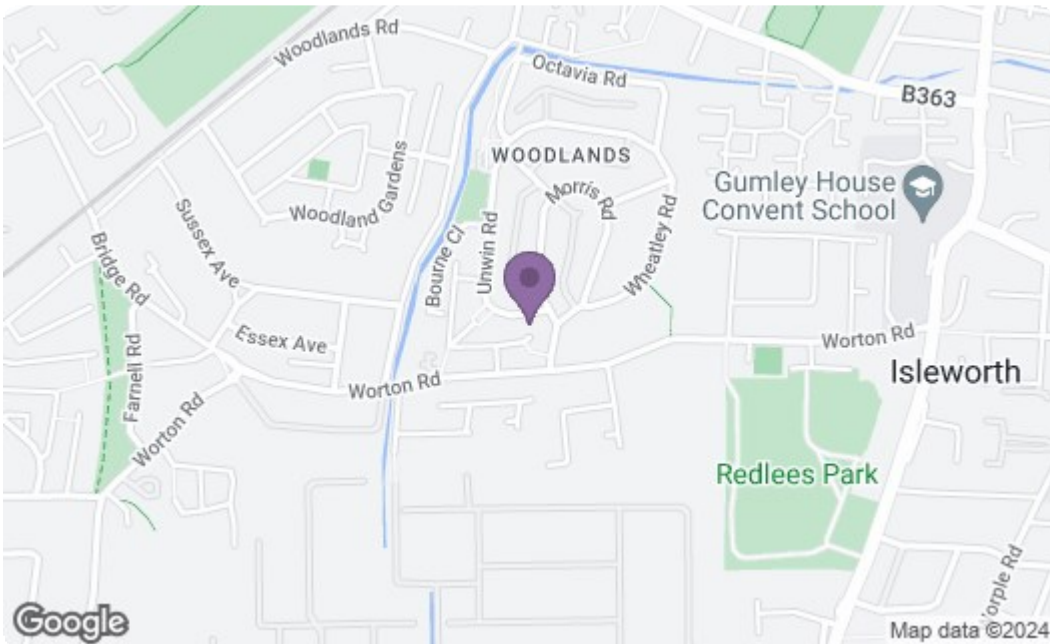 Woodlands Rd
Octavia Rd
B363
WOODLANDS
Gumley House
Convent School
Morris Rd
Woodland Gardens
Sussex Ave
Bourne Cl
Unwin Rd
Wheatley Rd
Bridge Rd
Essex Ave
Worton Rd
Farnell Rd
Worton Rd
Isleworth
Worton Rd
Redlees Park
Google
Map data ©2024